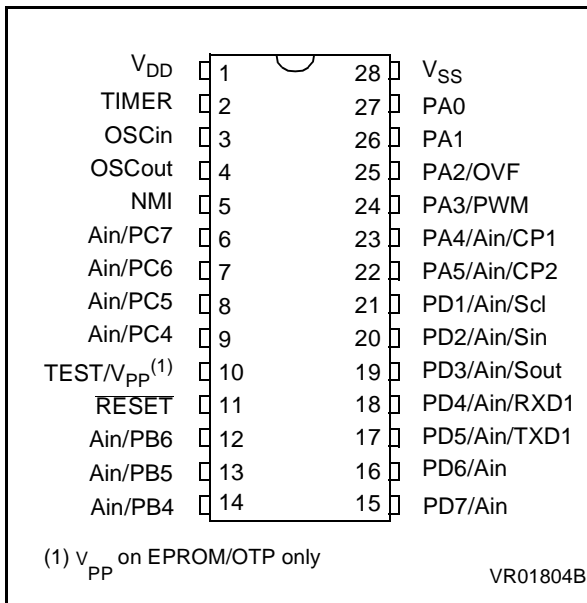 V_DD 1 28 V_SS
TIMER 2 27 PA0
OSCin 3 26 PA1
OSCout 4 25 PA2/OVF
NMI 5 24 PA3/PWM
Ain/PC7 6 23 PA4/Ain/CP1
Ain/PC6 7 22 PA5/Ain/CP2
Ain/PC5 8 21 PD1/Ain/Scl
Ain/PC4 9 20 PD2/Ain/Sin
TEST/V_PP(1) 10 19 PD3/Ain/Sout
RESET 11 18 PD4/Ain/RXD1
Ain/PB6 12 17 PD5/Ain/TXD1
Ain/PB5 13 16 PD6/Ain
Ain/PB4 14 15 PD7/Ain
(1) V_PP on EPROM/OTP only
VR01804B